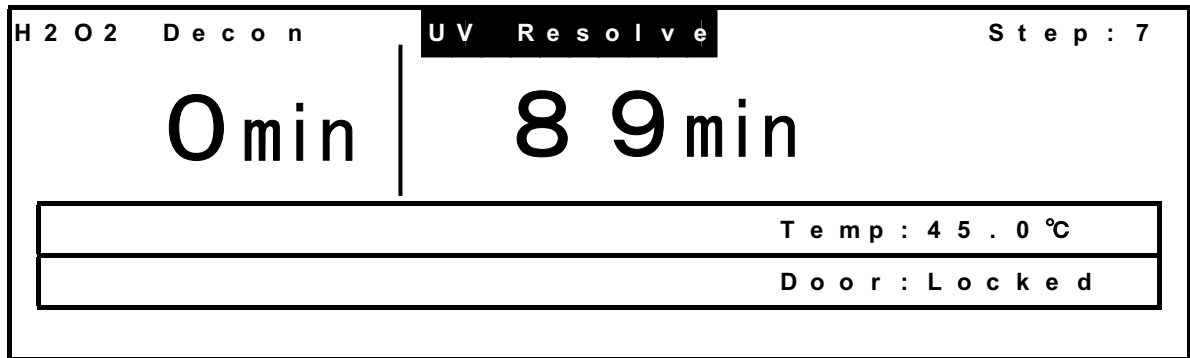 H2O2 Decon UV Resolve Step:7
0min 89min
Temp:45.0℃
Door:Locked